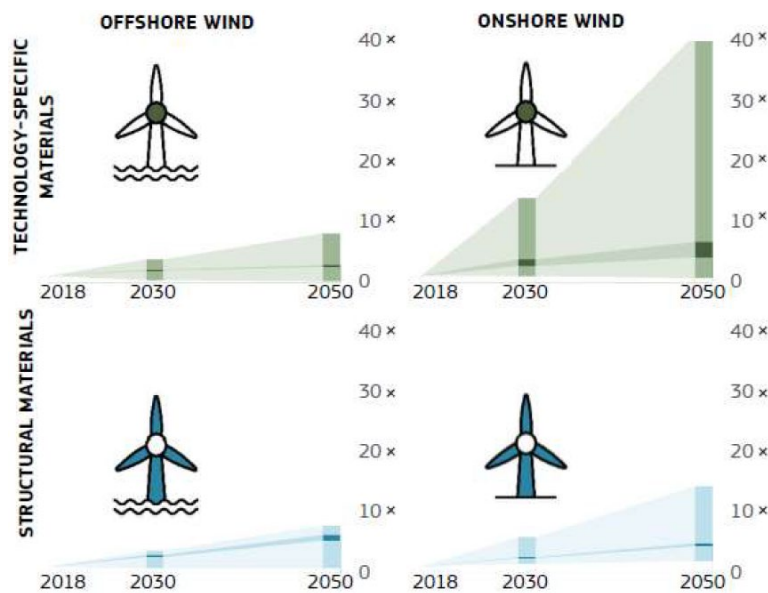 OFFSHORE WIND
ONSHORE WIND
TECHNOLOGY-SPECIFIC
MATERIALS
40 ×
30 ×
20 ×
10 ×
0
2018 2030 2050
40 ×
30 ×
20 ×
10 ×
0
2018 2030 2050
STRUCTURAL MATERIALS
40 ×
30 ×
20 ×
10 ×
0
2018 2030 2050
40 ×
30 ×
20 ×
10 ×
0
2018 2030 2050